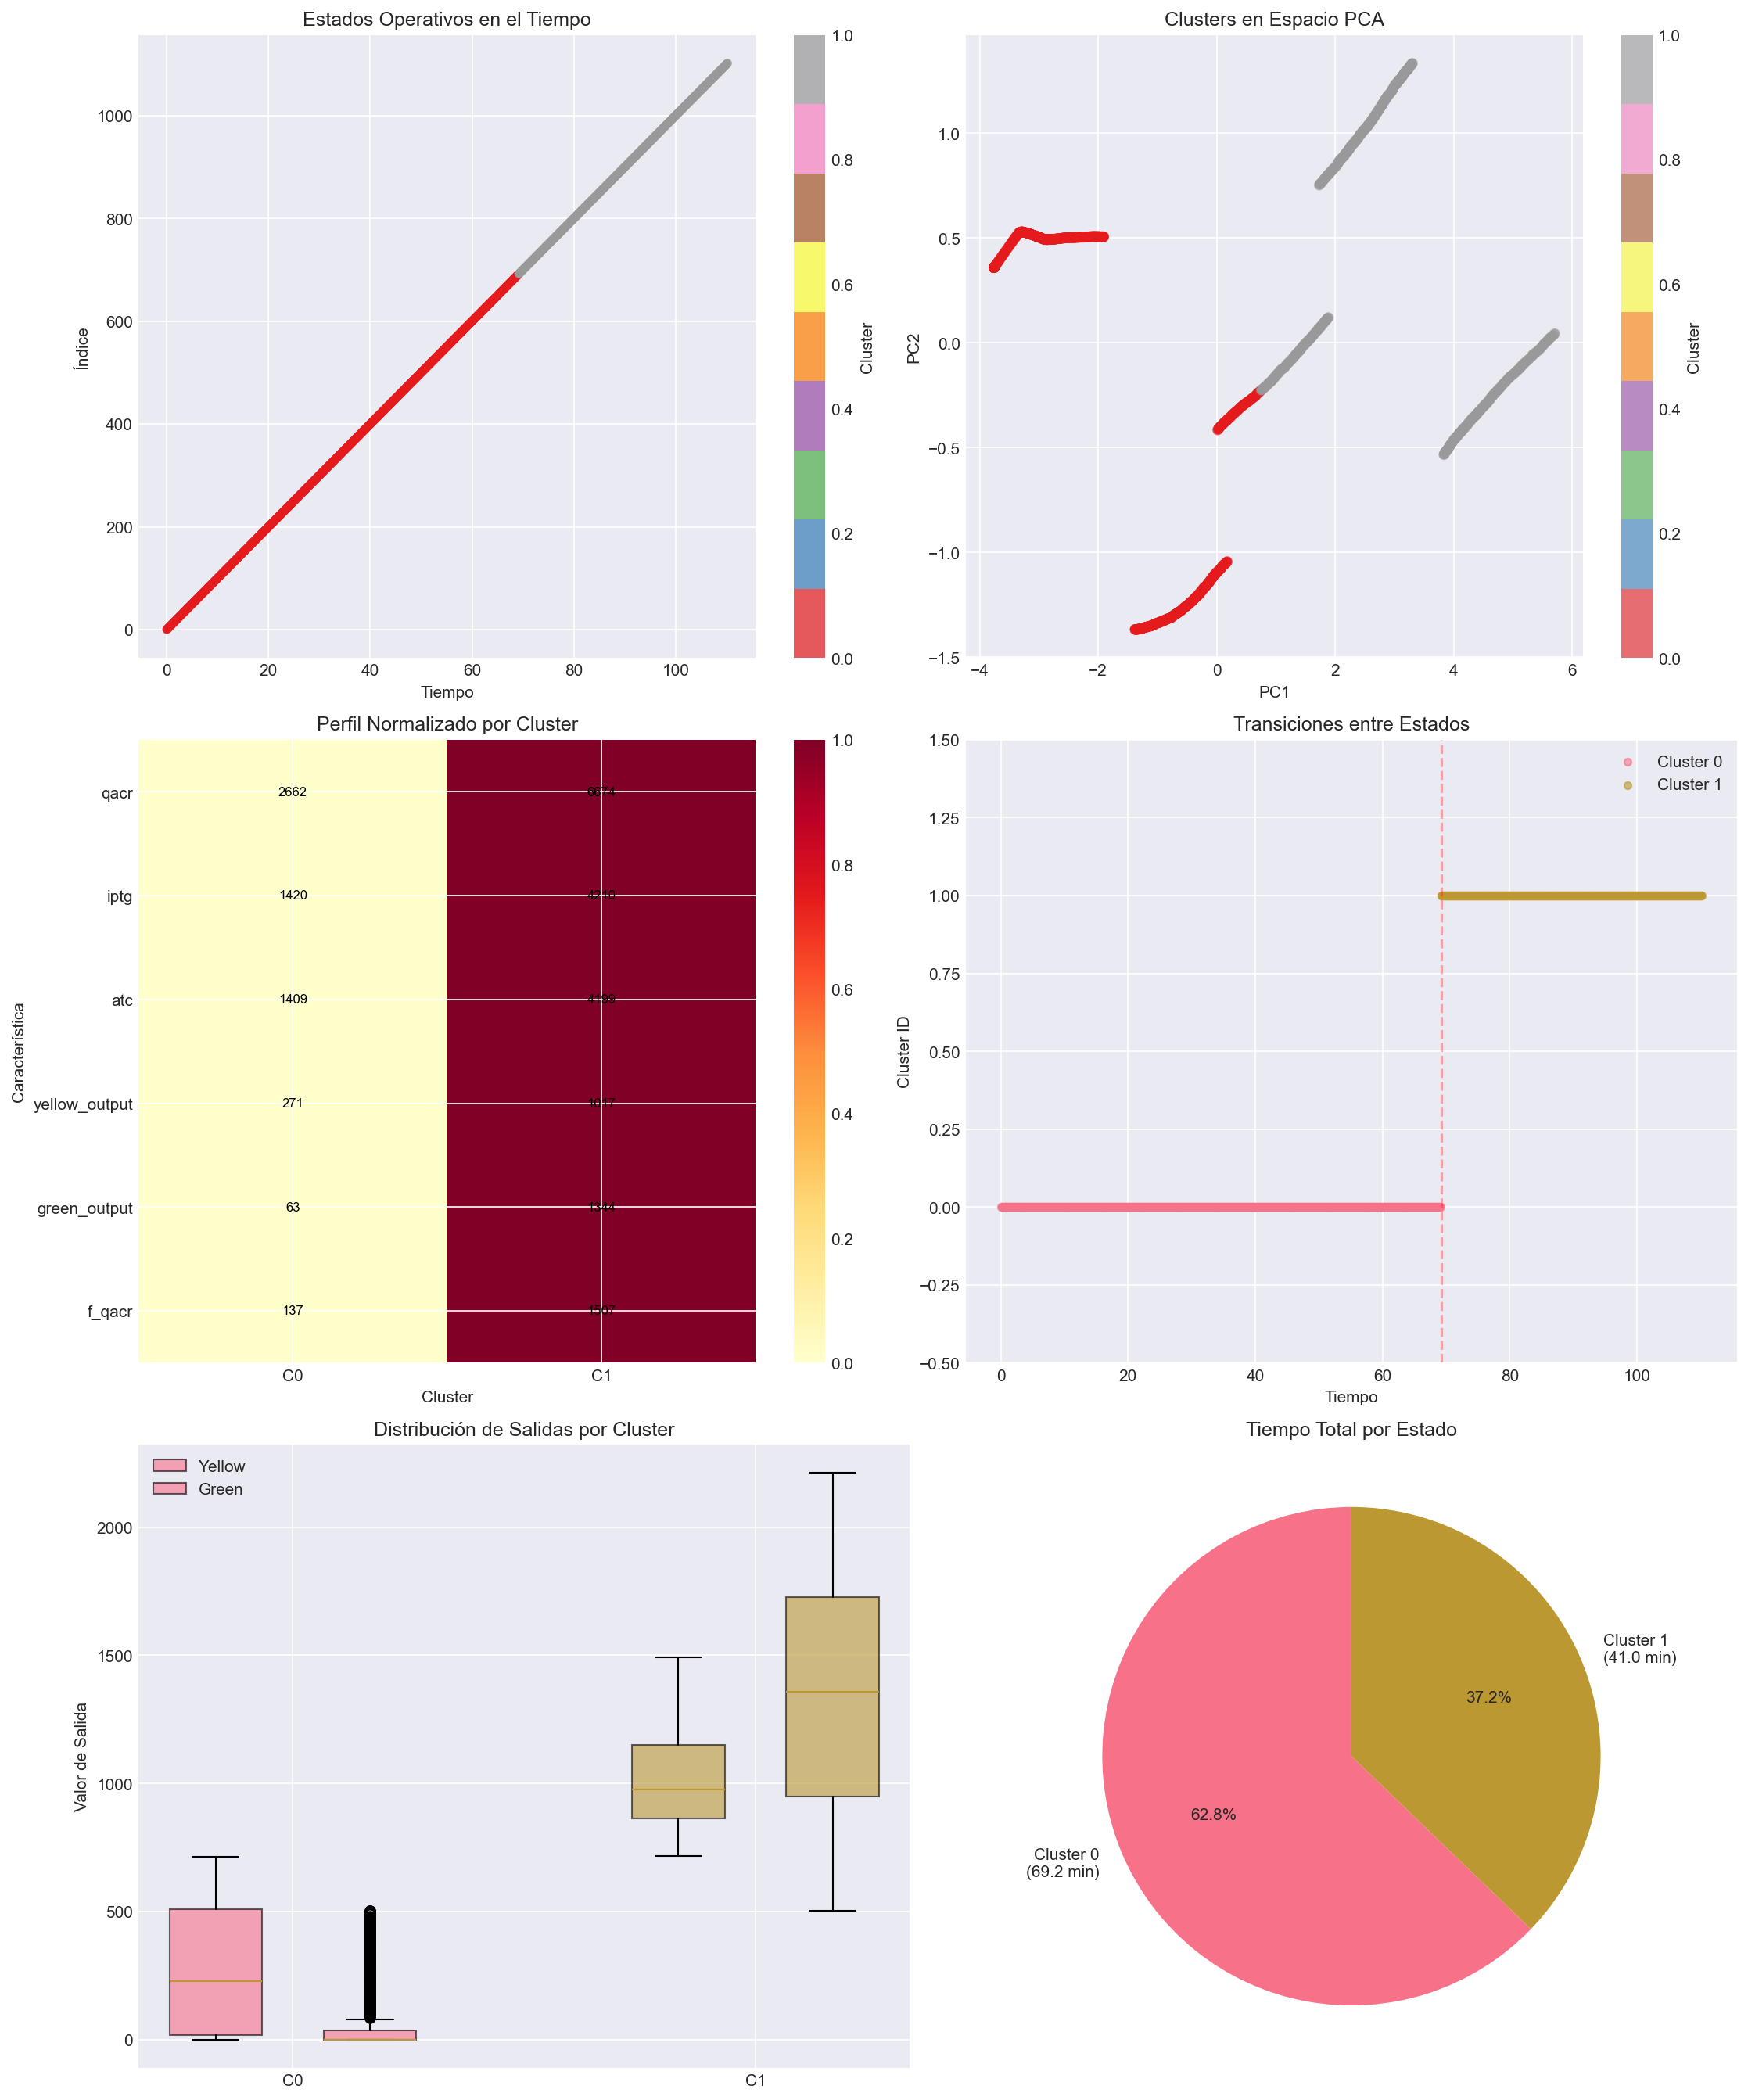 Estados Operativos en el Tiempo
1000
800
600
400
200
0
Índice
0 20 40 60 80 100
Tiempo
1.0
0.8
0.6
0.4
0.2
0.0
Cluster
Clusters en Espacio PCA
1.0
0.5
0.0
−0.5
−1.0
−1.5
PC2
−4 −2 0 2 4 6
PC1
1.0
0.8
0.6
0.4
0.2
0.0
Cluster
Perfil Normalizado por Cluster
Característica
qacr 2662 6674
iptg 1420 4210
atc 1409 4199
yellow_output 271 1017
green_output 63 1344
f_qacr 137
C0 C1
Cluster
1.0
0.8
0.6
0.4
0.2
0.0
Transiciones entre Estados
Cluster 0
Cluster 1
1.50
1.25
1.00
0.75
0.50
0.25
0.00
−0.25
−0.50
Cluster ID
0 20 40 60 80 100
Tiempo
Distribución de Salidas por Cluster
Yellow
Green
2000
1500
1000
500
0
Valor de Salida
C0 C1
Tiempo Total por Estado
Cluster 1
(41.0 min)
37.2%
62.8%
Cluster 0
(69.2 min)